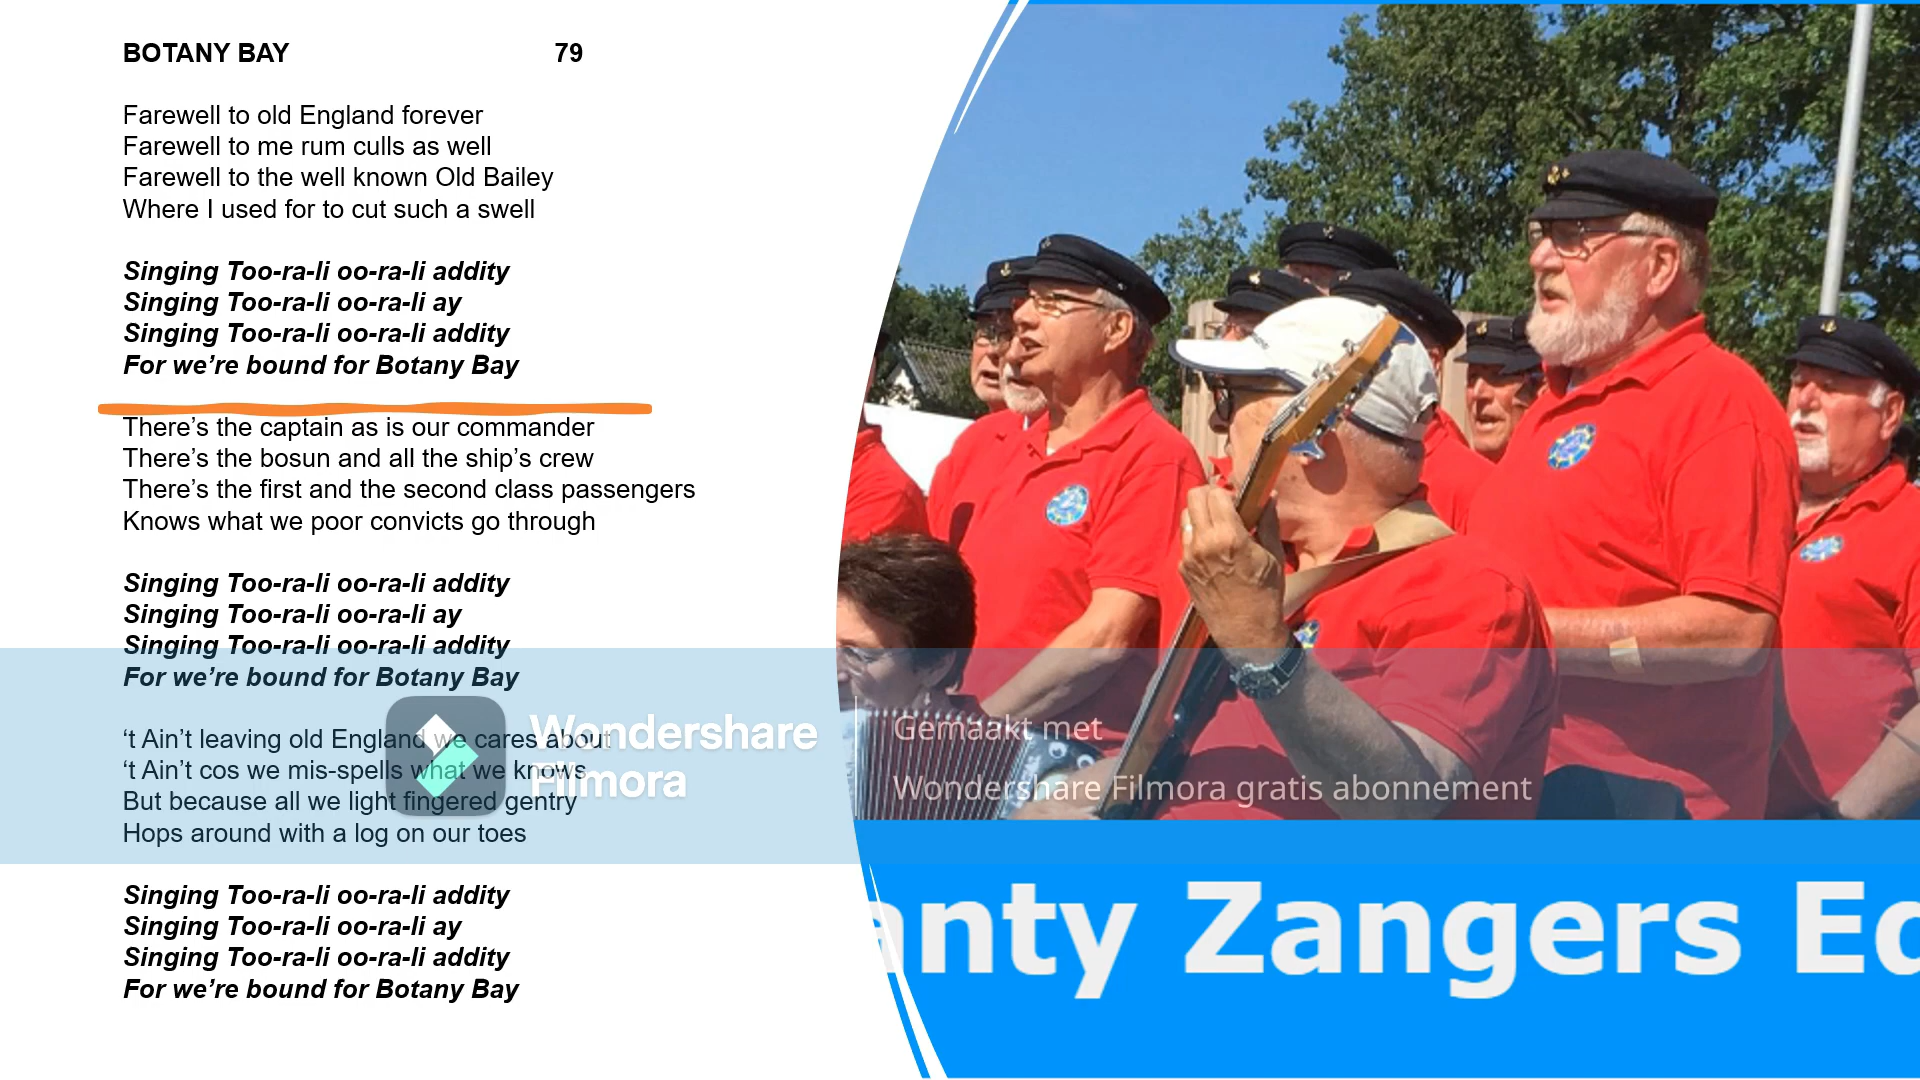 BOTANY BAY 79
Farewell to old England forever
Farewell to me rum culls as well
Farewell to the well known Old Bailey
Where I used for to cut such a swell
Singing Too-ra-li oo-ra-li addity
Singing Too-ra-li oo-ra-li ay
Singing Too-ra-li oo-ra-li addity
For we’re bound for Botany Bay
There’s the captain as is our commander
There’s the bosun and all the ship’s crew
There’s the first and the second class passengers
Knows what we poor convicts go through
Singing Too-ra-li oo-ra-li addity
Singing Too-ra-li oo-ra-li ay
Singing Too-ra-li oo-ra-li addity
For we’re bound for Botany Bay
‘t Ain’t leaving old England we cares about
‘t Ain’t cos we mis-spells what we knows
But because all we light fingered gentry
Hops around with a log on our toes
Singing Too-ra-li oo-ra-li addity
Singing Too-ra-li oo-ra-li ay
Singing Too-ra-li oo-ra-li addity
For we’re bound for Botany Bay
Wondershare
Filmora
Gemaakt met
Wondershare Filmora gratis abonnement
anty Zangers Ed